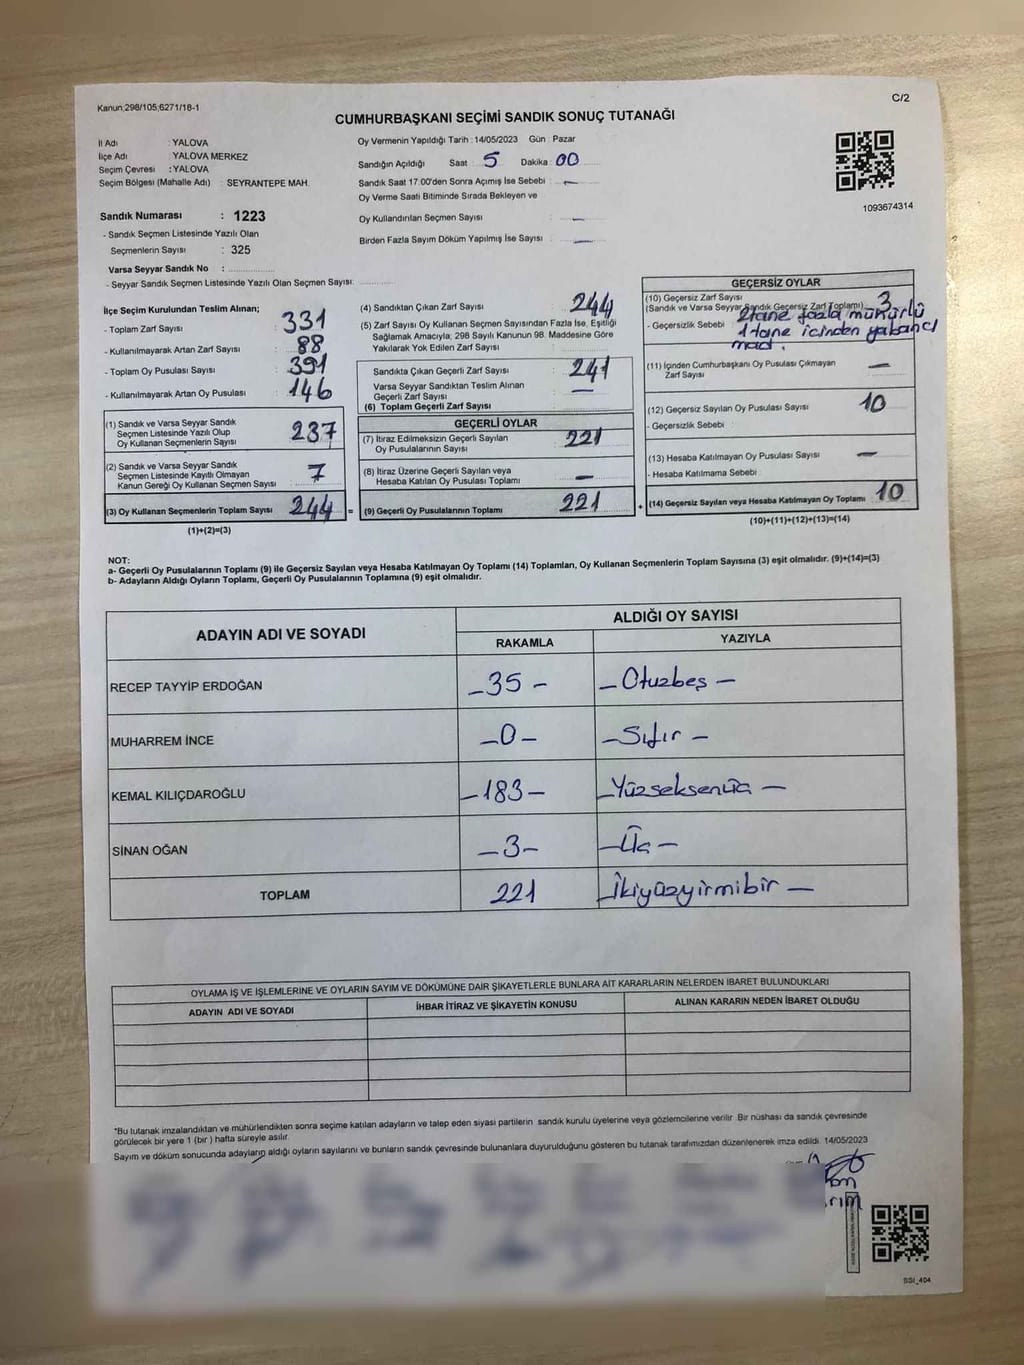 Kanun;298/105,6271/18-1
C/2
CUMHURBAŞKANI SEÇİMİ SANDIK SONUÇ TUTANAĞI
İl Adı : YALOVA
İlçe Adı : YALOVA MERKEZ
Seçim Çevresi : YALOVA
Seçim Bölgesi (Mahalle Adı) : SEYRANTEPE MAH.
Oy Vermenin Yapıldığı Tarih : 14/05/2023 Gün : Pazar
Sandığın Açıldığı Saat : 5 Dakika : 00
Sandık Saat 17:00'den Sonra Açılmış İse Sebebi : —
Oy Verme Saati Bitiminde Sırada Bekleyen ve
Oy Kullandırılan Seçmen Sayısı : —
Birden Fazla Sayım Döküm Yapılmış İse Sayısı : —
1093674314
Sandık Numarası : 1223
- Sandık Seçmen Listesinde Yazılı Olan
Seçmenlerin Sayısı : 325
Varsa Seyyar Sandık No :
- Seyyar Sandık Seçmen Listesinde Yazılı Olan Seçmen Sayısı:
İlçe Seçim Kurulundan Teslim Alınan;
- Toplam Zarf Sayısı : 331
- Kullanılmayarak Artan Zarf Sayısı : 88
- Toplam Oy Pusulası Sayısı : 391
- Kullanılmayarak Artan Oy Pusulası : 146
(1) Sandık ve Varsa Seyyar Sandık
Seçmen Listesinde Yazılı Olup
Oy Kullanan Seçmenlerin Sayısı 237
(2) Sandık ve Varsa Seyyar Sandık
Seçmen Listesinde Kayıtlı Olmayan
Kanun Gereği Oy Kullanan Seçmen Sayısı 7
(3) Oy Kullanan Seçmenlerin Toplam Sayısı 244 =
(1)+(2)=(3)
(4) Sandıktan Çıkan Zarf Sayısı 244
(5) Zarf Sayısı Oy Kullanan Seçmen Sayısından Fazla İse, Eşitliği
Sağlamak Amacıyla; 298 Sayılı Kanunun 98. Maddesine Göre
Yakılarak Yok Edilen Zarf Sayısı
Sandıkta Çıkan Geçerli Zarf Sayısı : 241
Varsa Seyyar Sandıktan Teslim Alınan
Geçerli Zarf Sayısı : —
(6) Toplam Geçerli Zarf Sayısı :
GEÇERLİ OYLAR
(7) İtiraz Edilmeksizin Geçerli Sayılan
Oy Pusulalarının Sayısı 221
(8) İtiraz Üzerine Geçerli Sayılan veya
Hesaba Katılan Oy Pusulası Toplamı —
(9) Geçerli Oy Pusulalarının Toplamı 221 +
GEÇERSİZ OYLAR
(10) Geçersiz Zarf Sayısı
(Sandık ve Varsa Seyyar Sandık Geçersiz Zarf Toplamı) 3
- Geçersizlik Sebebi : 2 tane fazla mühürlü
1 tane içinden yabancı
mad.
(11) İçinden Cumhurbaşkanı Oy Pusulası Çıkmayan
Zarf Sayısı —
(12) Geçersiz Sayılan Oy Pusulası Sayısı : 10
- Geçersizlik Sebebi :
(13) Hesaba Katılmayan Oy Pusulası Sayısı : —
- Hesaba Katılmama Sebebi :
(14) Geçersiz Sayılan veya Hesaba Katılmayan Oy Toplamı 10
(10)+(11)+(12)+(13)=(14)
NOT:
a- Geçerli Oy Pusulalarının Toplamı (9) ile Geçersiz Sayılan veya Hesaba Katılmayan Oy Toplamı (14) Toplamları, Oy Kullanan Seçmenlerin Toplam Sayısına (3) eşit olmalıdır. (9)+(14)=(3)
b- Adayların Aldığı Oyların Toplamı, Geçerli Oy Pusulalarının Toplamına (9) eşit olmalıdır.
ADAYIN ADI VE SOYADI
ALDIĞI OY SAYISI
RAKAMLA YAZIYLA
RECEP TAYYİP ERDOĞAN –35 – – Otuzbeş –
MUHARREM İNCE –0– –Sıfır –
KEMAL KILIÇDAROĞLU –183– –Yüzseksenüç –
SİNAN OĞAN –3– –Üç –
TOPLAM 221 –İkiyüzyirmibir –
OYLAMA İŞ VE İŞLEMLERİNE VE OYLARIN SAYIM VE DÖKÜMÜNE DAİR ŞİKAYETLERLE BUNLARA AİT KARARLARIN NELERDEN İBARET BULUNDUKLARI
ADAYIN ADI VE SOYADI İHBAR İTİRAZ VE ŞİKAYETİN KONUSU ALINAN KARARIN NEDEN İBARET OLDUĞU
*Bu tutanak imzalandıktan ve mühürlendikten sonra seçime katılan adayların ve talep eden siyasi partilerin sandık kurulu üyelerine veya gözlemcilerine verilir. Bir nüshası da sandık çevresinde
görülecek bir yere 1 (bir ) hafta süreyle asılır.
Sayım ve döküm sonucunda adayların aldığı oyların sayılarını ve bunların sandık çevresinde bulunanlara duyurulduğunu gösteren bu tutanak tarafımızdan düzenlenerek imza edildi. 14/05/2023
SSI_404